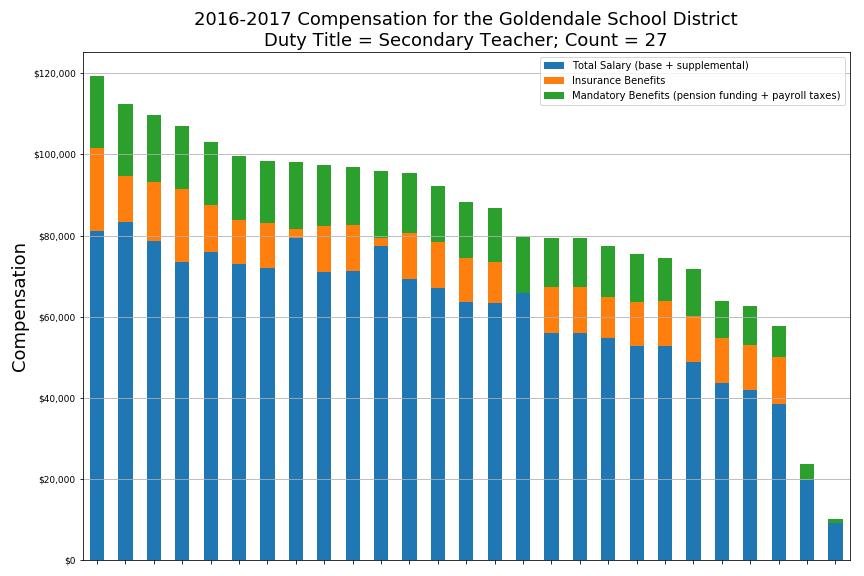 2016-2017 Compensation for the Goldendale School District
Duty Title = Secondary Teacher; Count = 27
Total Salary (base + supplemental)
Insurance Benefits
Mandatory Benefits (pension funding + payroll taxes)
Compensation
$120,000
$100,000
$80,000
$60,000
$40,000
$20,000
$0